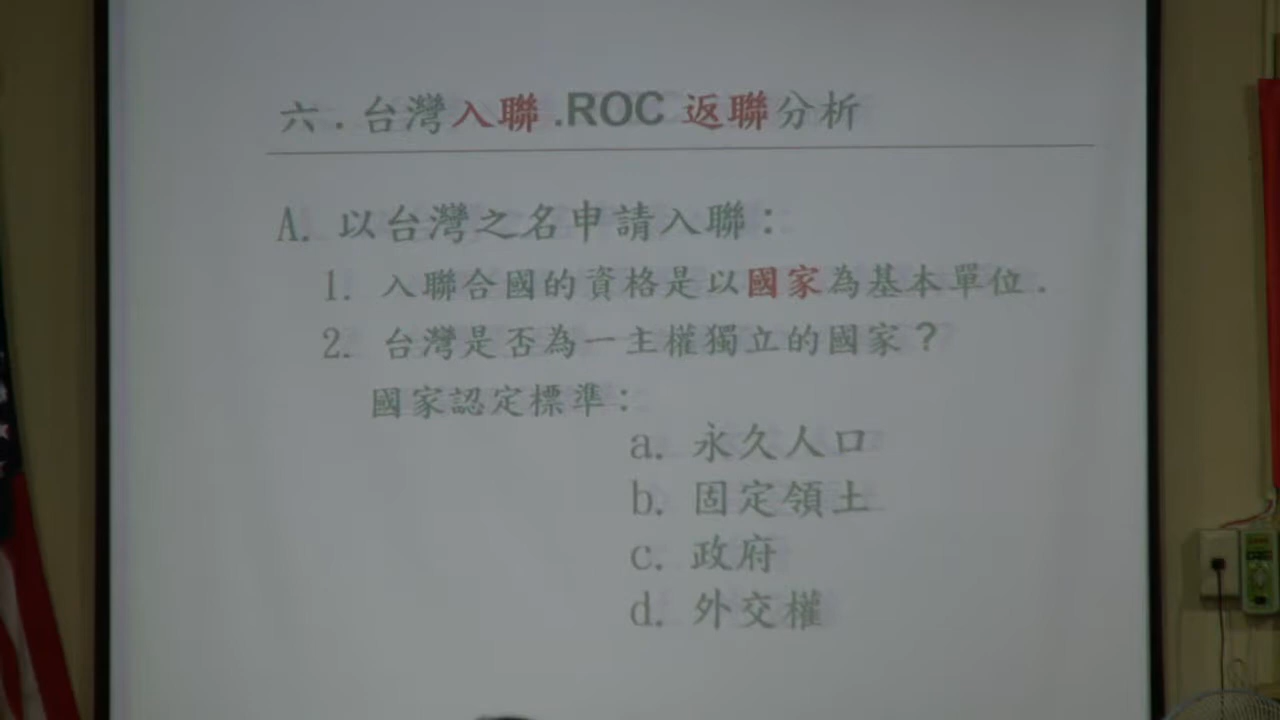 六.台灣入聯.ROC 返聯分析
A. 以台灣之名申請入聯：
1. 入聯合國的資格是以國家為基本單位.
2. 台灣是否為一主權獨立的國家？
國家認定標準：
a. 永久人口
b. 固定領土
c. 政府
d. 外交權